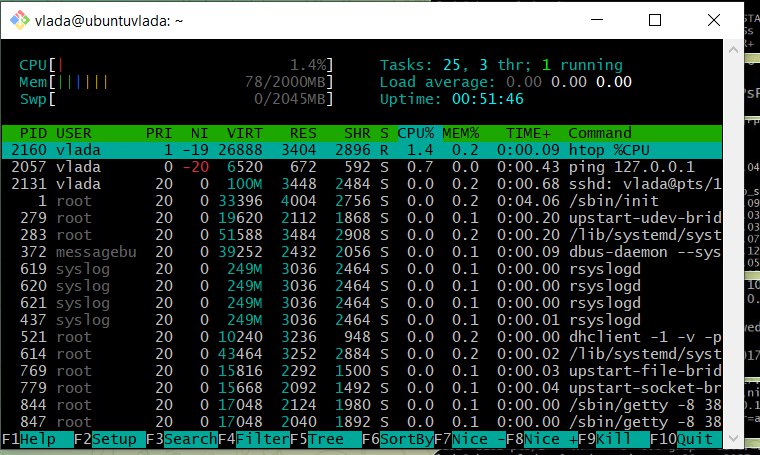 vlada@ubuntuvlada: ~
CPU[| 1.4%] Tasks: 25, 3 thr; 1 running
Mem[||||||| 78/2000MB] Load average: 0.00 0.00 0.00
Swp[ 0/2045MB] Uptime: 00:51:46
PID USER PRI NI VIRT RES SHR S CPU% MEM% TIME+ Command
2160 vlada 1 -19 26888 3404 2896 R 1.4 0.2 0:00.09 htop %CPU
2057 vlada 0 -20 6520 672 592 S 0.7 0.0 0:00.43 ping 127.0.0.1
2131 vlada 20 0 100M 3448 2484 S 0.0 0.2 0:00.68 sshd: vlada@pts/1
1 root 20 0 33396 4004 2756 S 0.0 0.2 0:04.06 /sbin/init
279 root 20 0 19620 2112 1868 S 0.0 0.1 0:00.20 upstart-udev-brid
283 root 20 0 51588 3484 2908 S 0.0 0.2 0:00.20 /lib/systemd/syst
372 messagebu 20 0 39252 2432 2056 S 0.0 0.1 0:00.09 dbus-daemon --sys
619 syslog 20 0 249M 3036 2464 S 0.0 0.1 0:00.00 rsyslogd
620 syslog 20 0 249M 3036 2464 S 0.0 0.1 0:00.00 rsyslogd
621 syslog 20 0 249M 3036 2464 S 0.0 0.1 0:00.00 rsyslogd
437 syslog 20 0 249M 3036 2464 S 0.0 0.1 0:00.01 rsyslogd
521 root 20 0 10240 3236 948 S 0.0 0.2 0:00.00 dhclient -1 -v -p
614 root 20 0 43464 3252 2884 S 0.0 0.2 0:00.02 /lib/systemd/syst
769 root 20 0 15816 2292 1500 S 0.0 0.1 0:00.03 upstart-file-brid
779 root 20 0 15668 2092 1492 S 0.0 0.1 0:00.04 upstart-socket-br
844 root 20 0 17048 2124 1980 S 0.0 0.1 0:00.00 /sbin/getty -8 38
847 root 20 0 17048 2040 1892 S 0.0 0.1 0:00.00 /sbin/getty -8 38
F1Help F2Setup F3SearchF4FilterF5Tree F6SortByF7Nice -F8Nice +F9Kill F10Quit